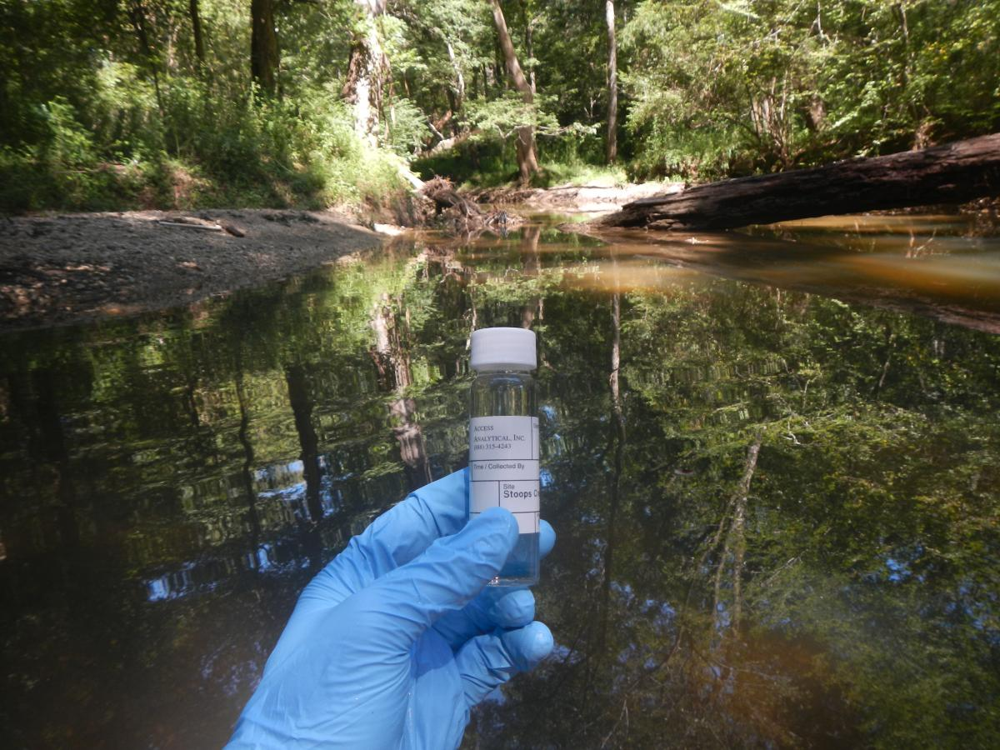 ACCESS
ANALYTICAL, INC.
(888) 315-4243
Time / Collected By
Site
Stoops